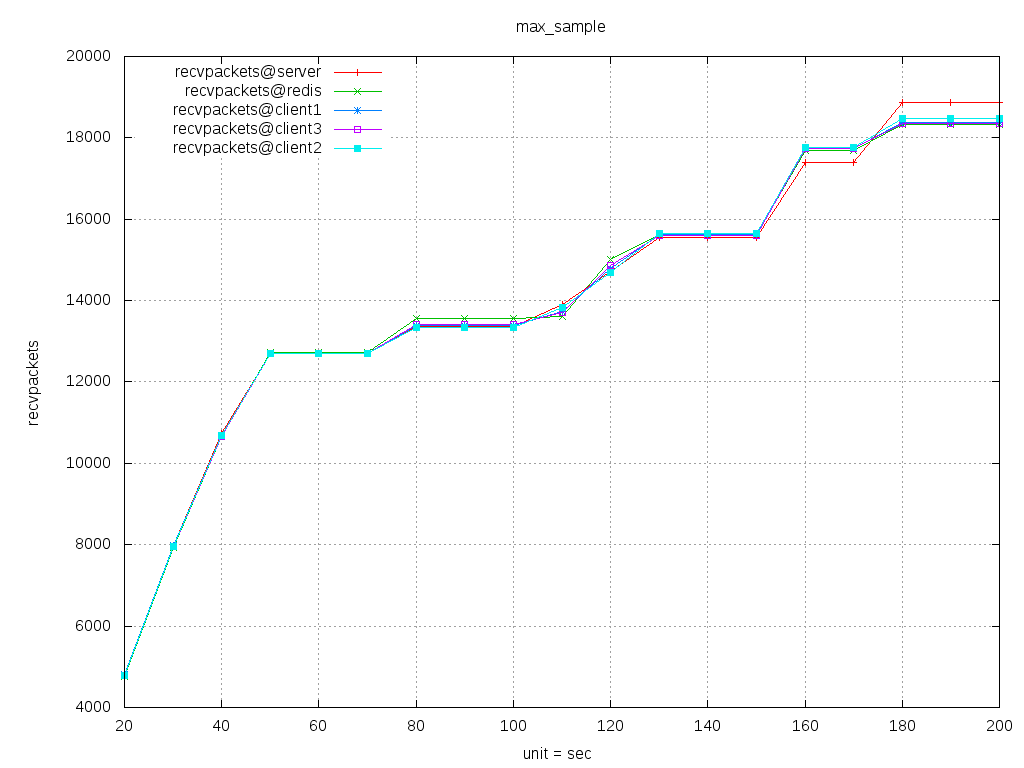 max_sample
20000
18000
16000
14000
12000
10000
8000
6000
4000
recvpackets@server
recvpackets@redis
recvpackets@client1
recvpackets@client3
recvpackets@client2
recvpackets
20 40 60 80 100 120 140 160 180 200
unit = sec